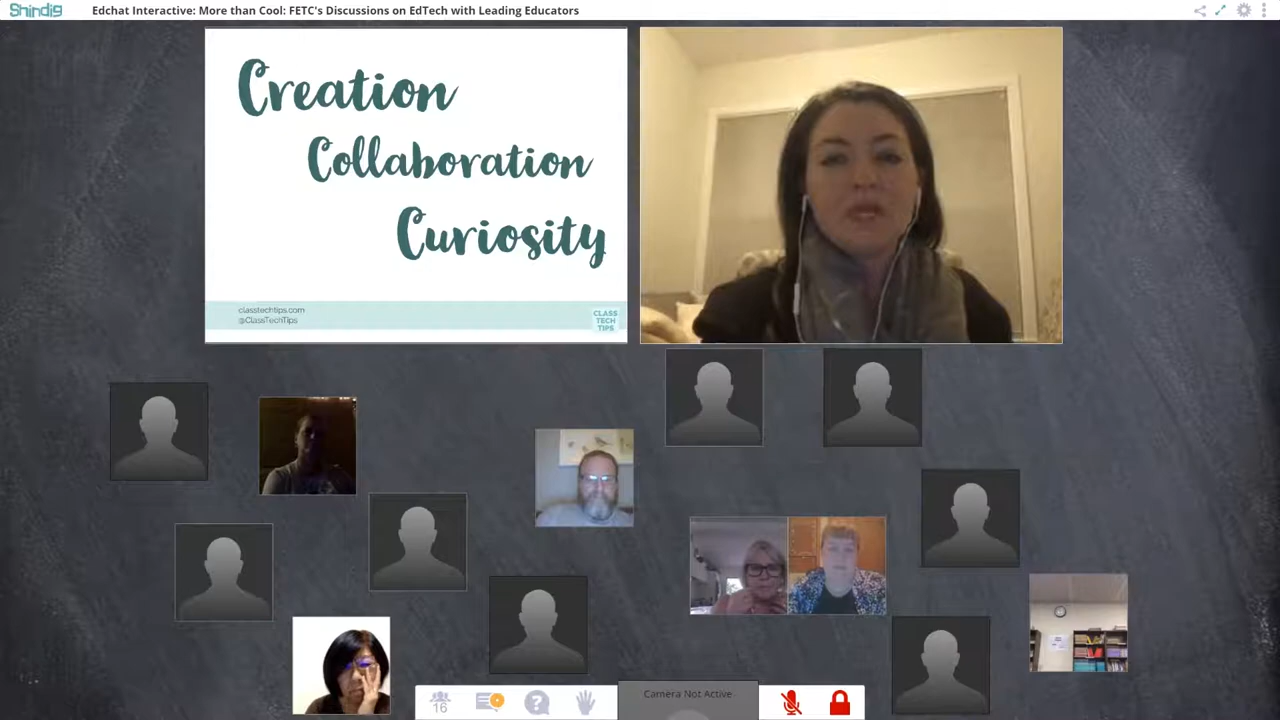 Shindig
Edchat Interactive: More than Cool: FETC's Discussions on EdTech with Leading Educators
Creation
Collaboration
Curiosity
classtechtips.com
@ClassTechTips
CLASS
TECH
TIPS
16
Camera Not Active